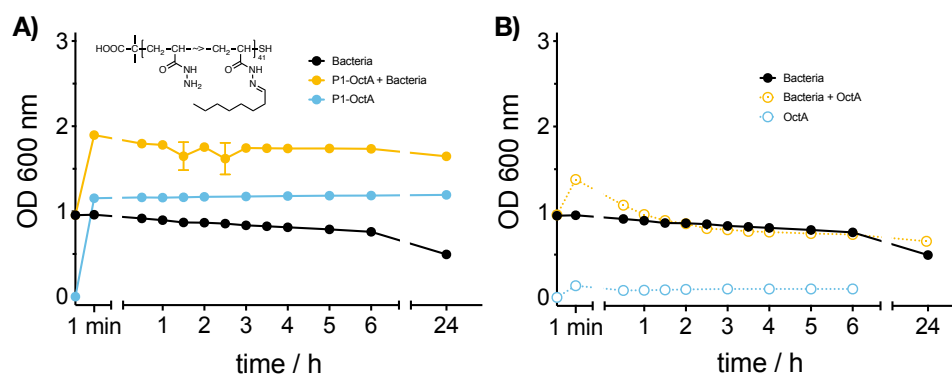 A)
3
2
1
0
OD 600 nm
HOOC
C
CH₂
CH
~>
CH₂
CH
SH
41
O
NH
NH₂
O
NH
N
Bacteria
P1-OctA + Bacteria
P1-OctA
1 min
1
2
3
4
5
6
24
time / h
B)
3
2
1
0
OD 600 nm
Bacteria
Bacteria + OctA
OctA
1 min
1
2
3
4
5
6
24
time / h